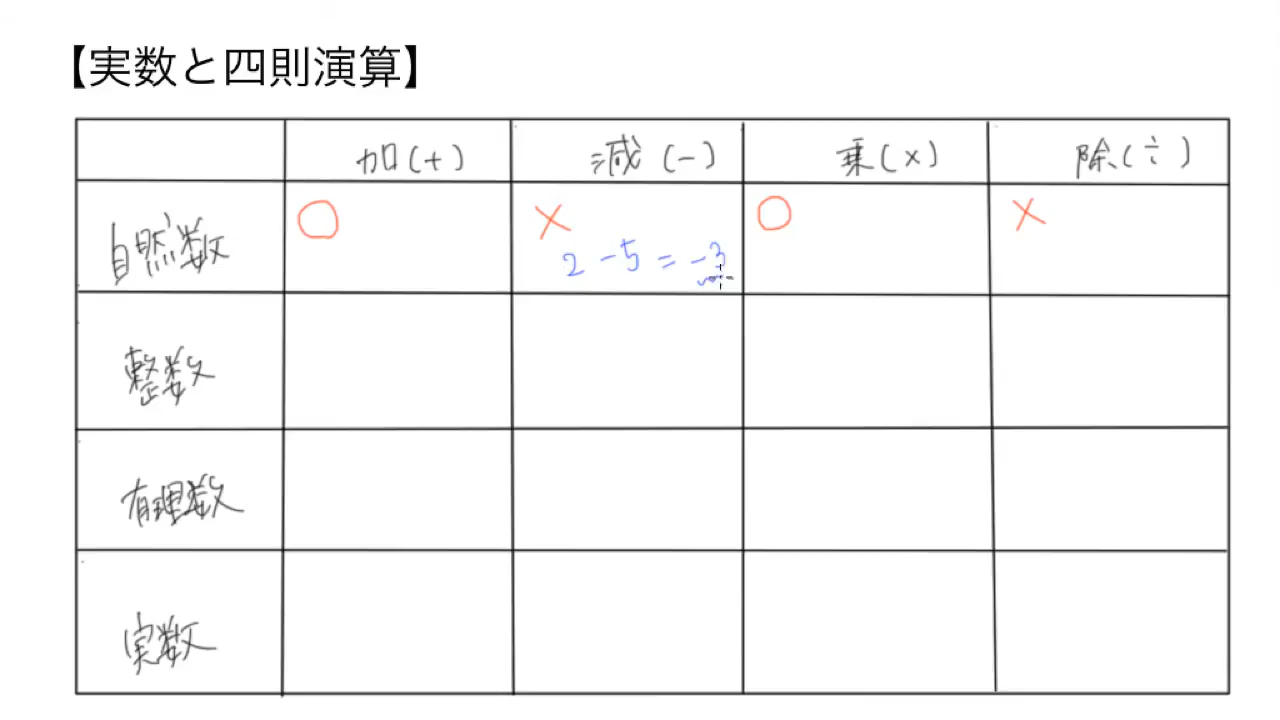 【実数と四則演算】
加(+) 減(-) 乗(×) 除(÷)
自然数 ○ × ○ ×
2-5=-3
整数
有理数
実数